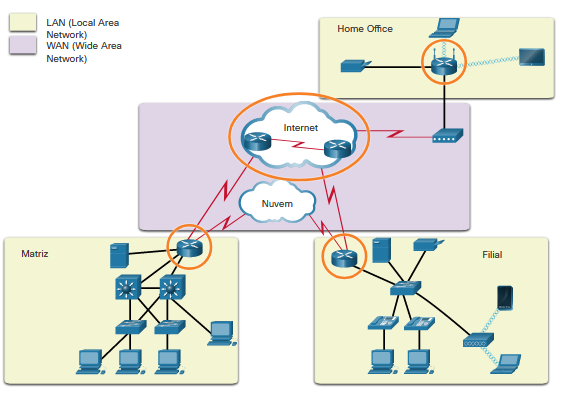 LAN (Local Area
Network)
WAN (Wide Area
Network)
Home Office
Internet
Nuvem
Matriz
Filial